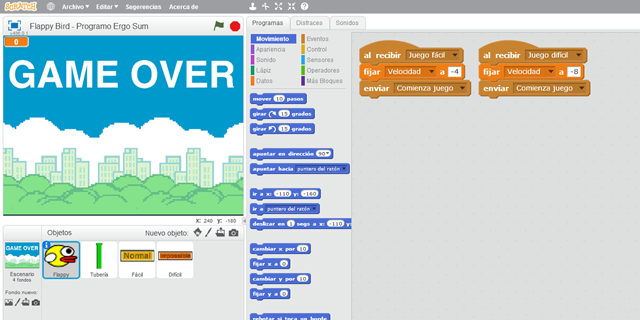 SCRATCH
Archivo Editar Sugerencias Acerca de
Flappy Bird - Programo Ergo Sum
v456.0.1
0
GAME OVER
x: 240 y: -180
Objetos Nuevo objeto:
GAME OVER
Escenario
4 fondos
Fondo nuevo:
Flappy
Tubería
Normal
Fácil
Impossible
Difícil
Programas Disfraces Sonidos
Movimiento Eventos
Apariencia Control
Sonido Sensores
Lápiz Operadores
Datos Más Bloques
mover 10 pasos
girar 15 grados
girar 15 grados
apuntar en dirección 90
apuntar hacia puntero del ratón
ir a x: -110 y: -160
ir a puntero del ratón
deslizar en 1 segs a x: -110 y:
cambiar x por 10
fijar x a 0
cambiar y por 10
fijar y a 0
rebotar si toca un borde
al recibir Juego fácil
fijar Velocidad a -4
enviar Comienza juego
al recibir Juego difícil
fijar Velocidad a -8
enviar Comienza juego